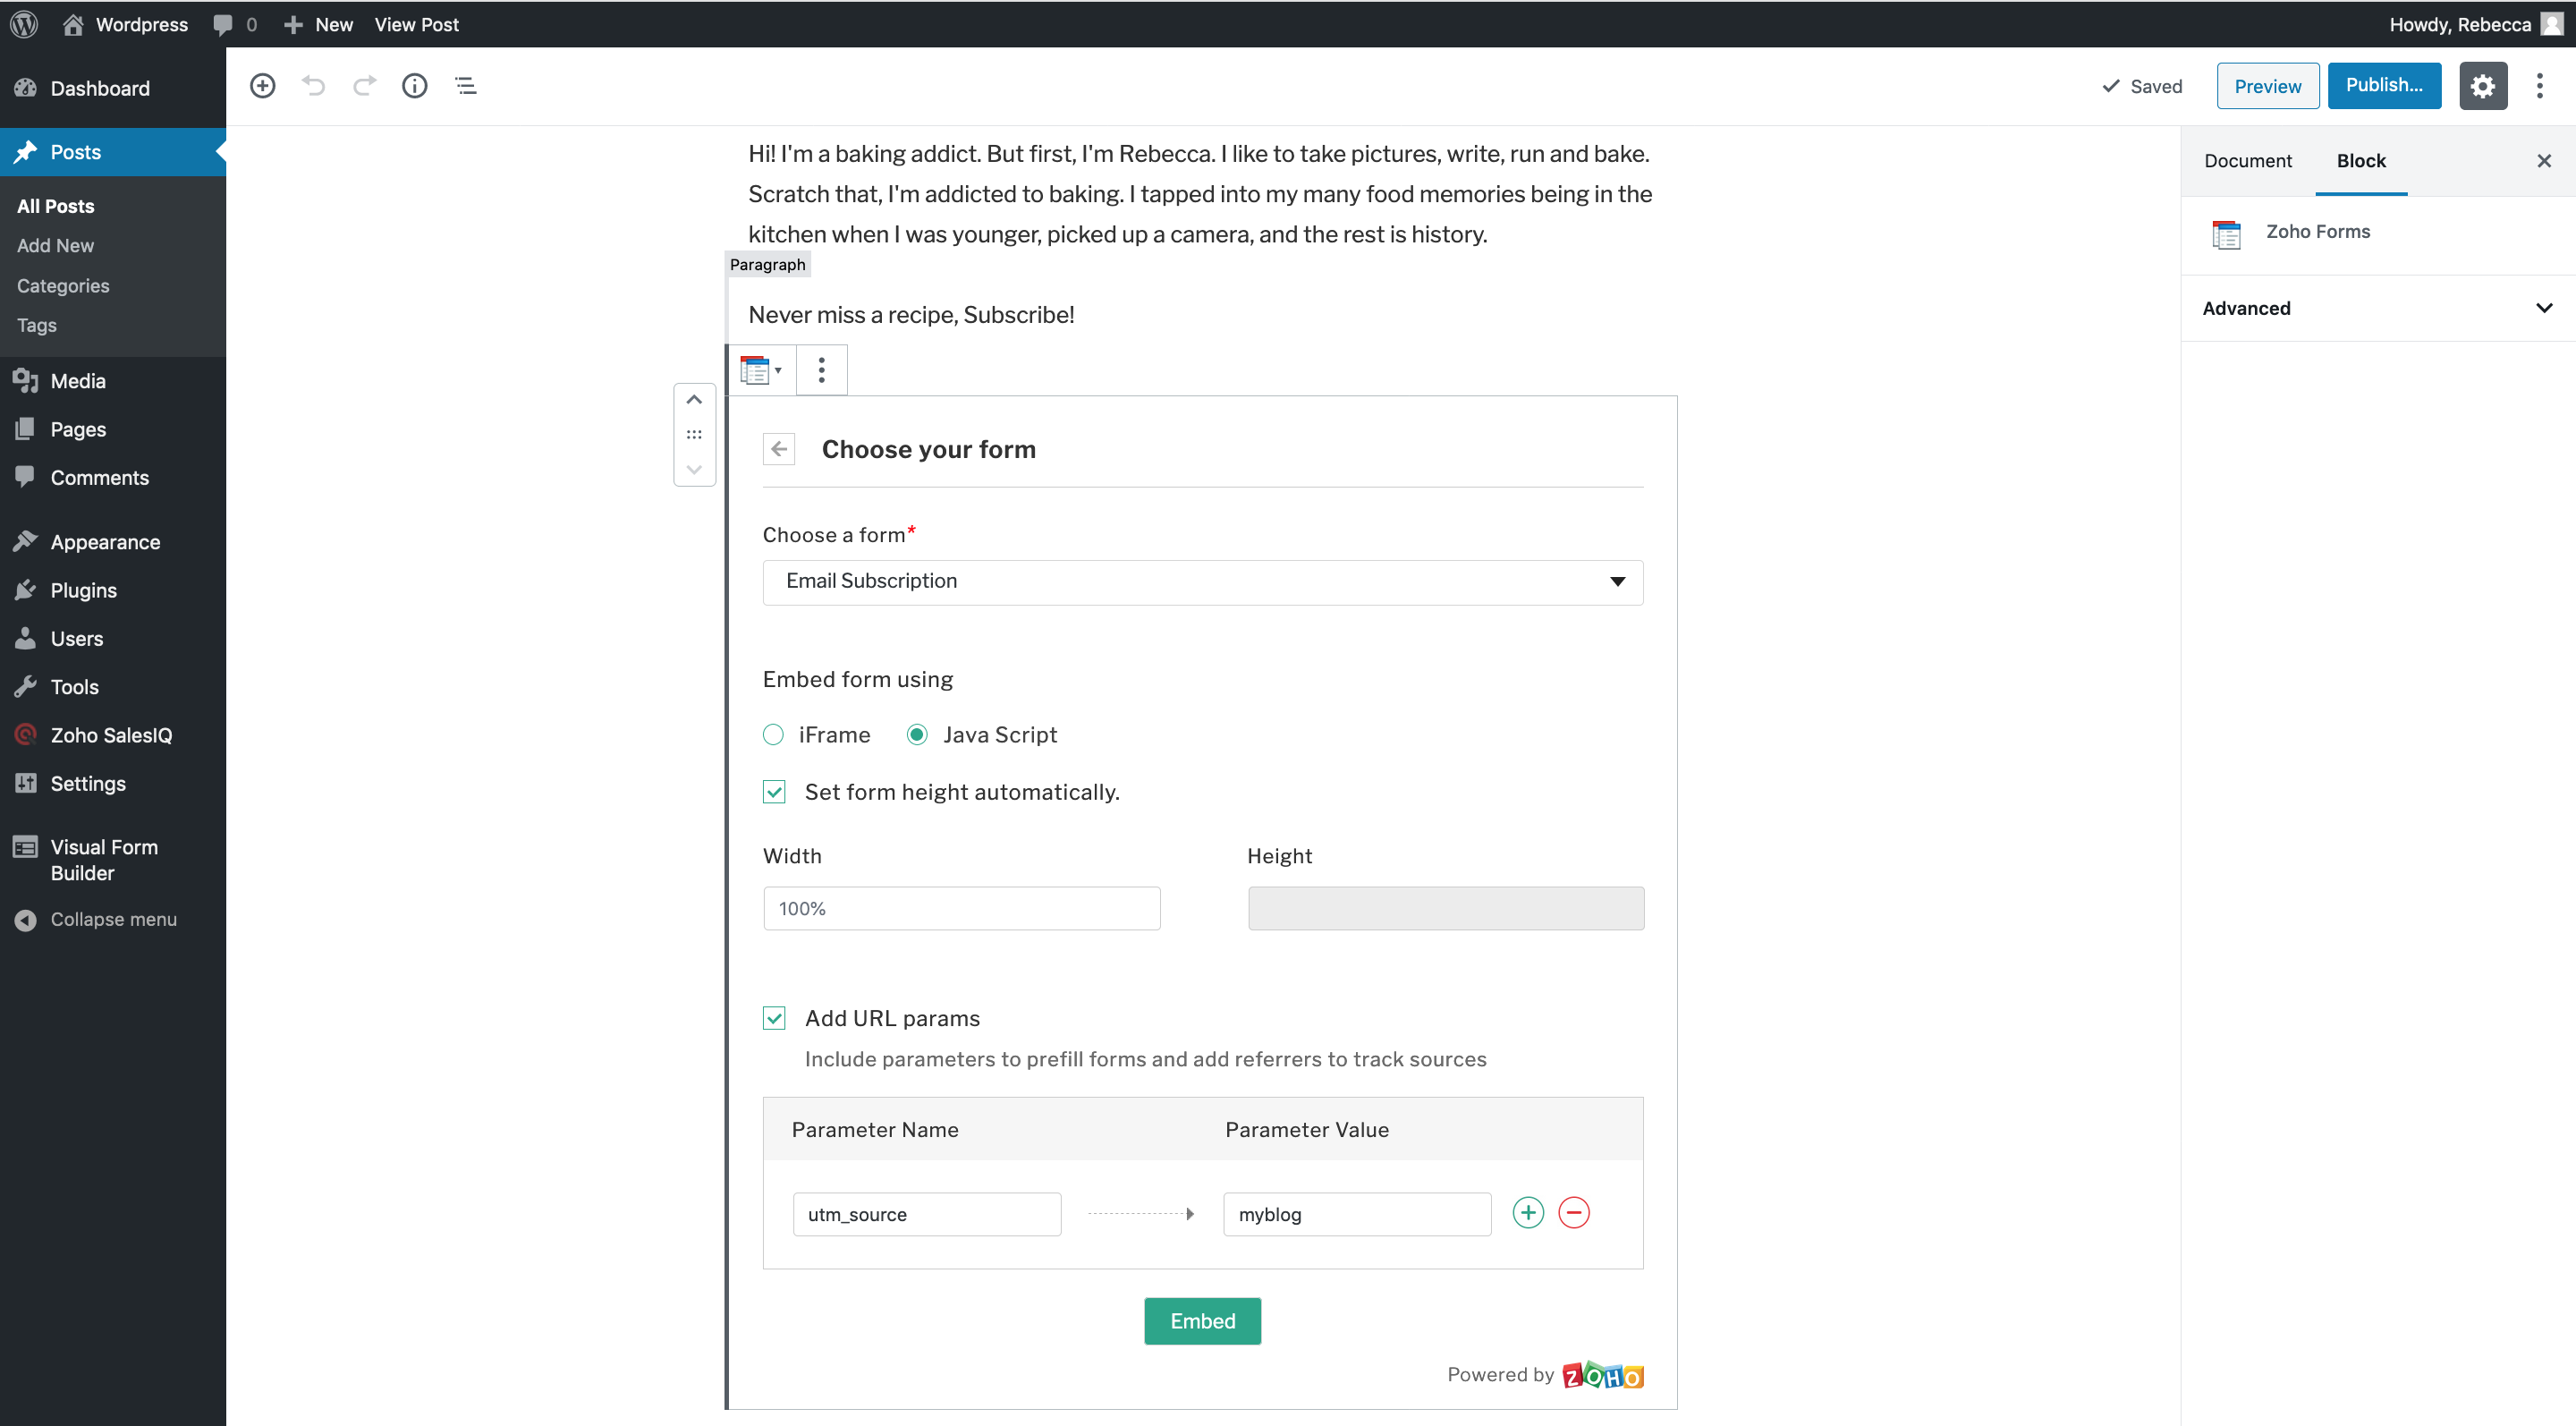 Wordpress 0 New View Post Howdy, Rebecca
Dashboard
Posts
All Posts
Add New
Categories
Tags
Media
Pages
Comments
Appearance
Plugins
Users
Tools
Zoho SalesIQ
Settings
Visual Form
Builder
Collapse menu
Saved Preview Publish...
Hi! I'm a baking addict. But first, I'm Rebecca. I like to take pictures, write, run and bake.
Scratch that, I'm addicted to baking. I tapped into my many food memories being in the
kitchen when I was younger, picked up a camera, and the rest is history.
Paragraph
Never miss a recipe, Subscribe!
Choose your form
Choose a form*
Email Subscription
Embed form using
iFrame Java Script
Set form height automatically.
Width Height
100%
Add URL params
Include parameters to prefill forms and add referrers to track sources
Parameter Name Parameter Value
utm_source myblog
Embed
Powered by ZOHO
Document Block
Zoho Forms
Advanced